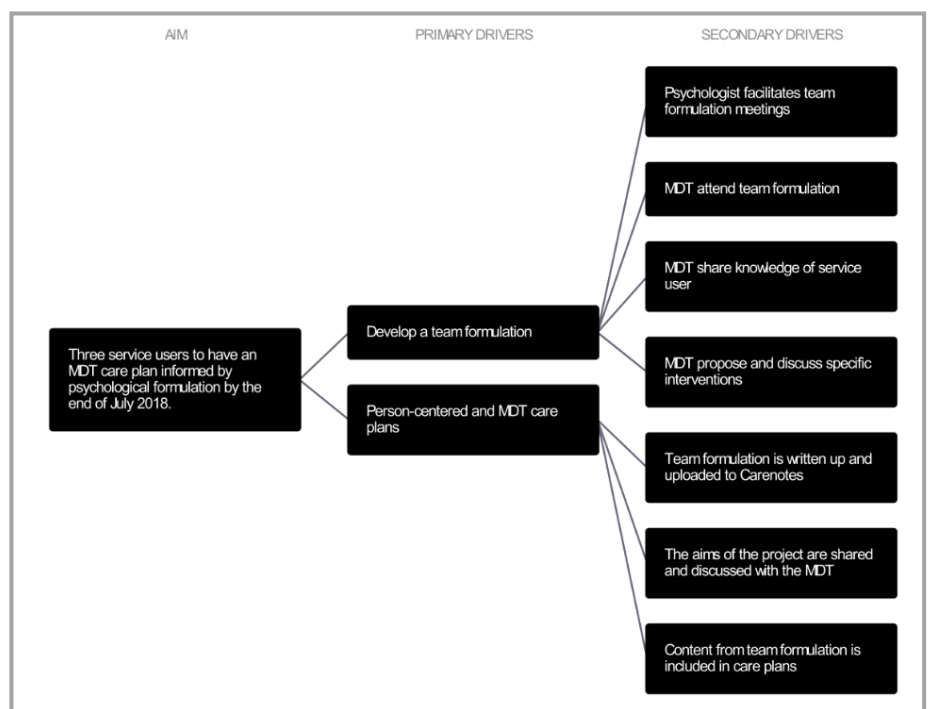 AIM
PRIMARY DRIVERS
SECONDARY DRIVERS
Three service users to have an
MDT care plan informed by
psychological formulation by the
end of July 2018.
Develop a team formulation
Person-centered and MDT care
plans
Psychologist facilitates team
formulation meetings
MDT attend team formulation
MDT share knowledge of service
user
MDT propose and discuss specific
interventions
Team formulation is written up and
uploaded to Carenotes
The aims of the project are shared
and discussed with the MDT
Content from team formulation is
included in care plans